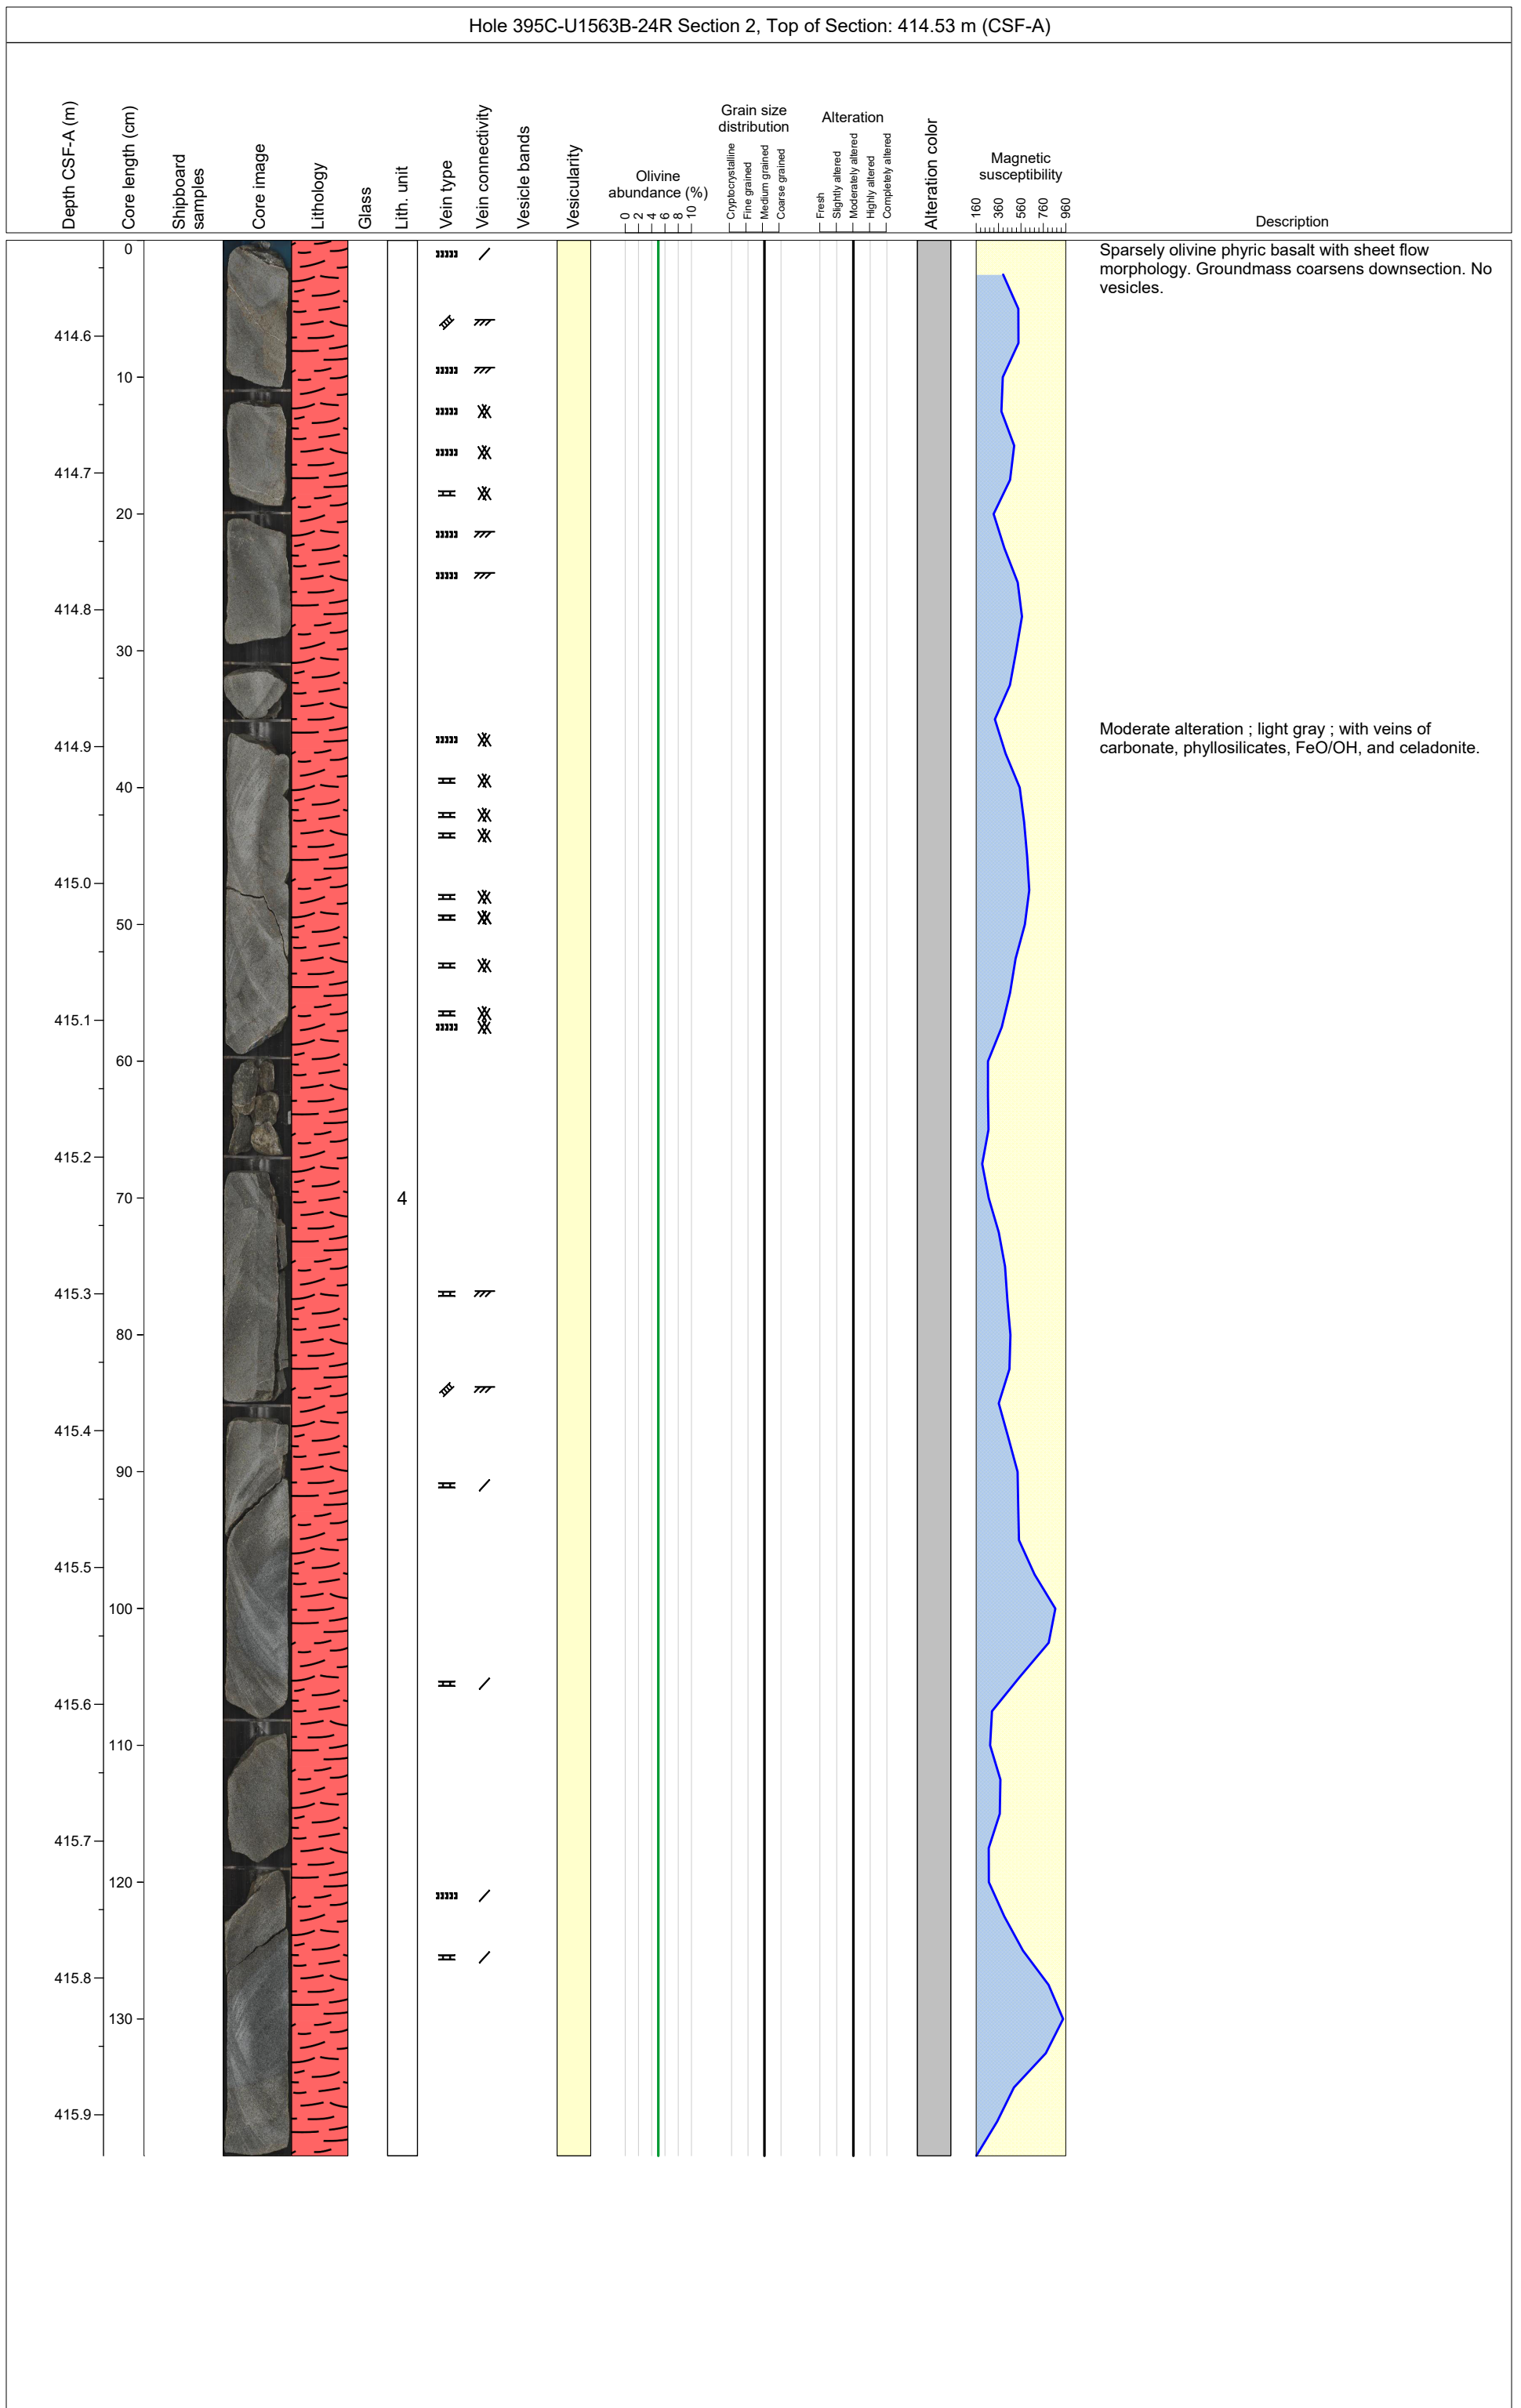 Hole 395C-U1563B-24R Section 2, Top of Section: 414.53 m (CSF-A)
Depth CSF-A (m)
Core length (cm)
Shipboard
samples
Core image
Lithology
Glass
Lith. unit
Vein type
Vein connectivity
Vesicle bands
Vesicularity
Olivine
abundance (%)
0 2 4 6 8 10
Grain size
distribution
Cryptocrystalline
Fine grained
Medium grained
Coarse grained
Alteration
Fresh
Slightly altered
Moderately altered
Highly altered
Completely altered
Alteration color
Magnetic
susceptibility
160 360 560 760 960
Description
0
Sparsely olivine phyric basalt with sheet flow
morphology. Groundmass coarsens downsection. No
vesicles.
414.6
10
414.7
20
414.8
30
Moderate alteration ; light gray ; with veins of
carbonate, phyllosilicates, FeO/OH, and celadonite.
414.9
40
415.0
50
415.1
60
415.2
70
4
415.3
80
415.4
90
415.5
100
415.6
110
415.7
120
415.8
130
415.9